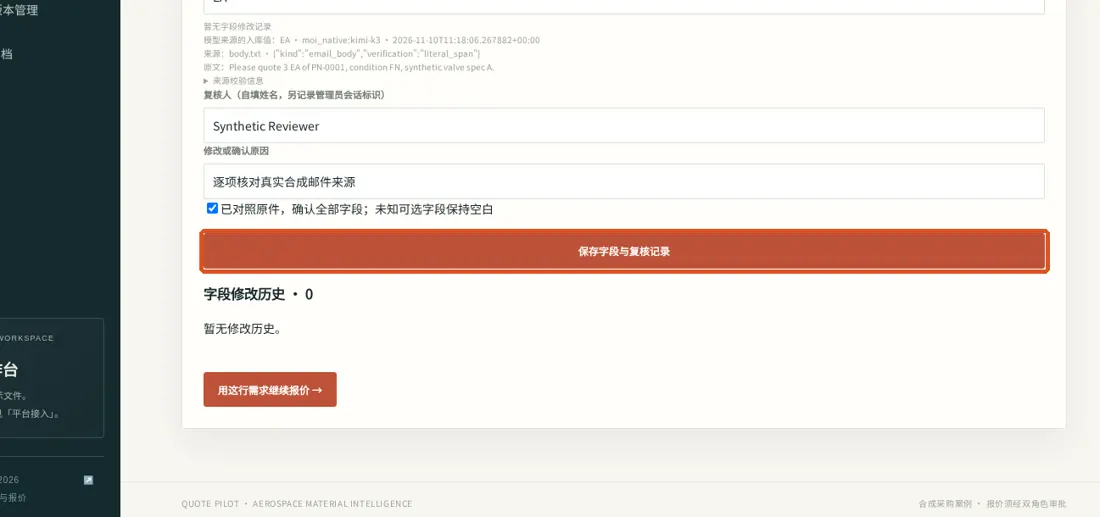 本管理
档
WORKSPACE
台
示文件。
「平台接入」。
2026
与报价
EA
暂无字段修改记录
模型来源的入库值：EA · moi_native:kimi-k3 · 2026-11-10T11:18:06.267882+00:00
来源：body.txt · {"kind":"email_body","verification":"literal_span"}
原文：Please quote 3 EA of PN-0001, condition FN, synthetic valve spec A.
▶ 来源校验信息
复核人（自填姓名，另记录管理员会话标识）
Synthetic Reviewer
修改或确认原因
逐项核对真实合成邮件来源
已对照原件，确认全部字段；未知可选字段保持空白
保存字段与复核记录
字段修改历史 · 0
暂无修改历史。
用这行需求继续报价 →
QUOTE PILOT · AEROSPACE MATERIAL INTELLIGENCE
合成采购案例 · 报价须经双角色审批